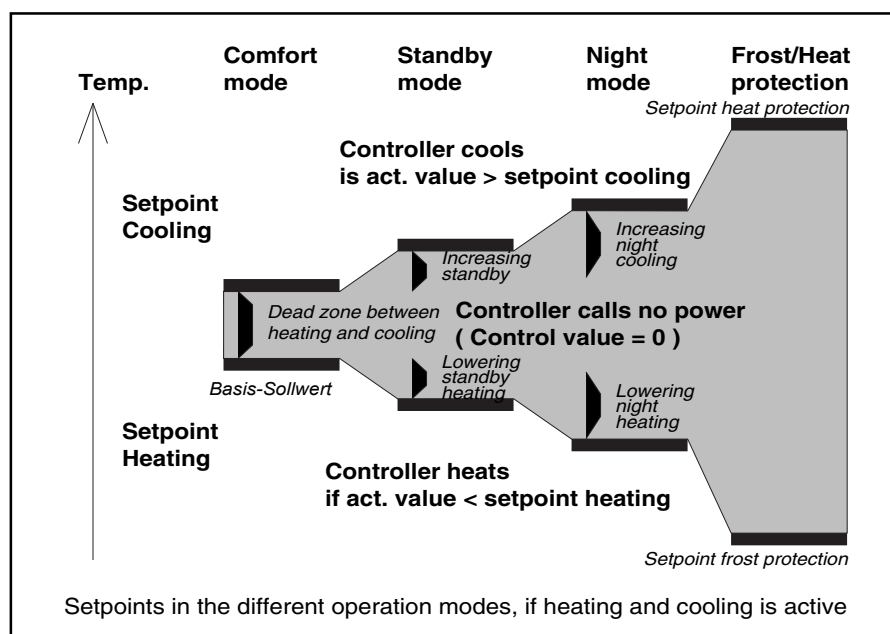 Comfort
mode
Standby
mode
Night
mode
Frost/Heat
protection
Temp.
Setpoint heat protection
Controller cools
is act. value > setpoint cooling
Setpoint
Cooling
Increasing
standby
Increasing
night
cooling
Dead zone between
heating and cooling
Controller calls no power
( Control value = 0 )
Basis-Sollwert
Lowering
standby
heating
Lowering
night
heating
Setpoint
Heating
Controller heats
if act. value < setpoint heating
Setpoint frost protection
Setpoints in the different operation modes, if heating and cooling is active